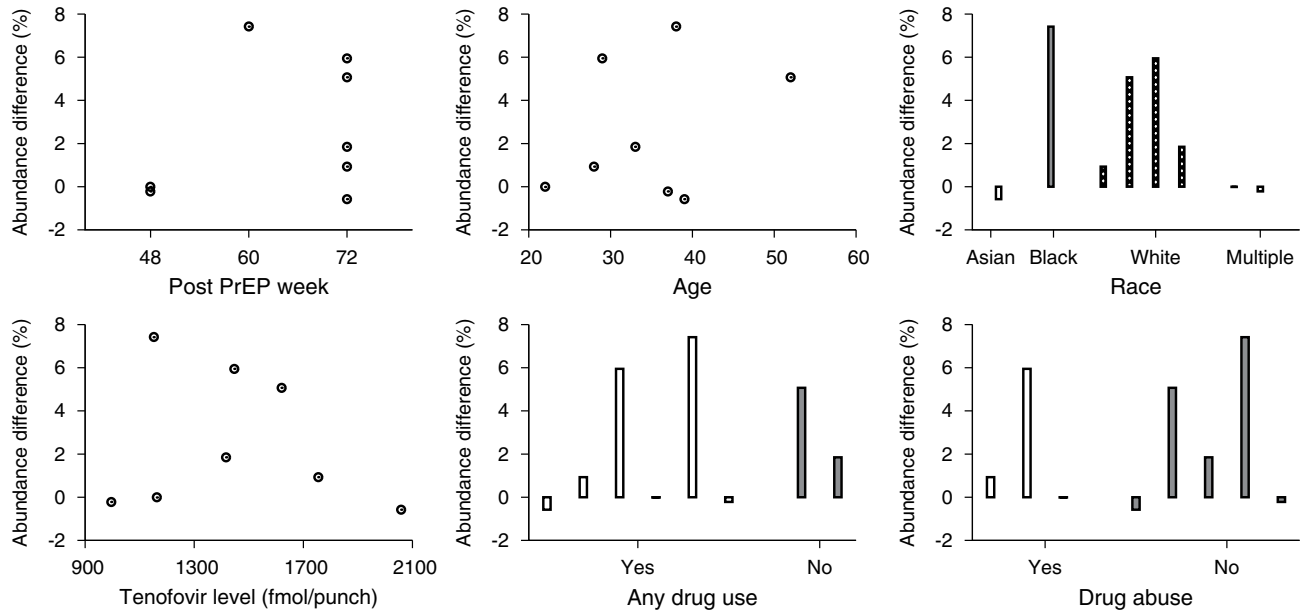 Abundance difference (%)
8
6
4
2
0
-2
48 60 72
Post PrEP week
Abundance difference (%)
8
6
4
2
0
-2
20 30 40 50 60
Age
Abundance difference (%)
8
6
4
2
0
-2
Asian Black White Multiple
Race
Abundance difference (%)
8
6
4
2
0
-2
900 1300 1700 2100
Tenofovir level (fmol/punch)
Abundance difference (%)
8
6
4
2
0
-2
Yes No
Any drug use
Abundance difference (%)
8
6
4
2
0
-2
Yes No
Drug abuse